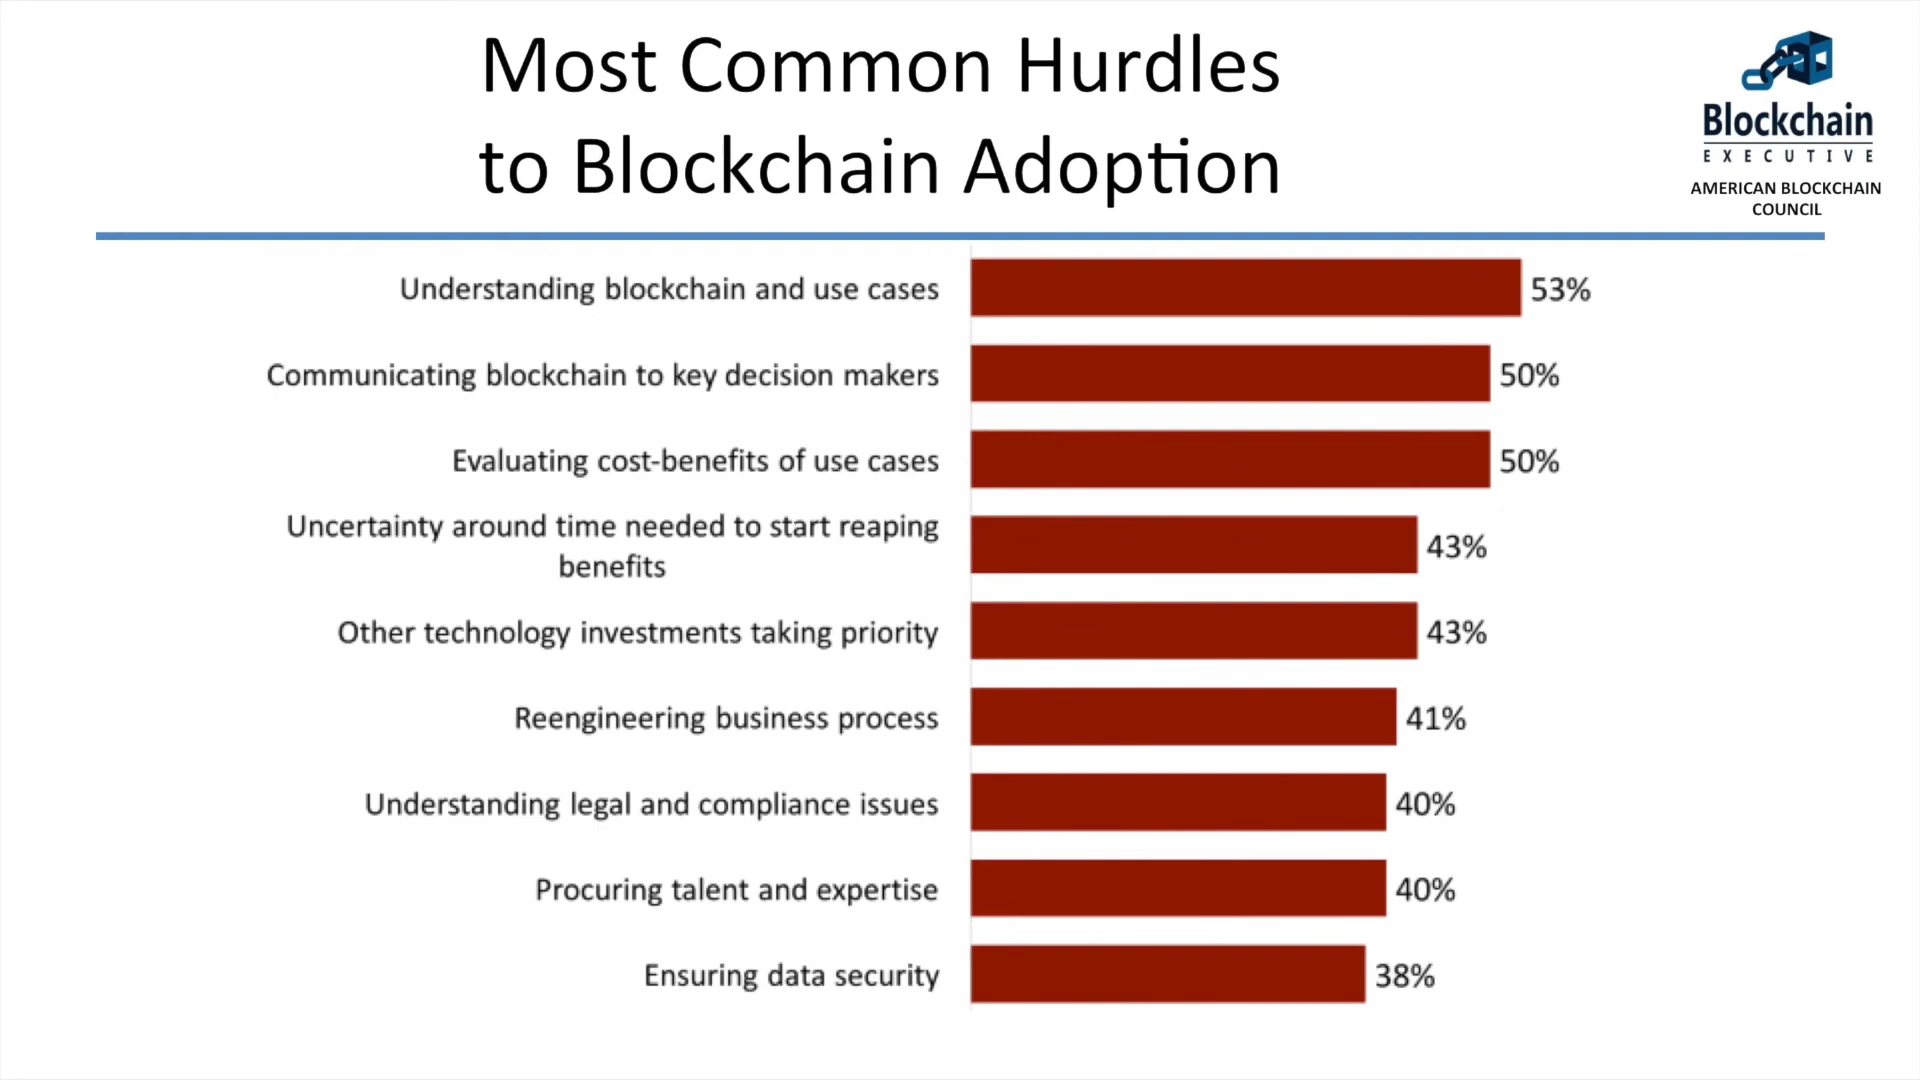 Most Common Hurdles
to Blockchain Adoption
Blockchain
EXECUTIVE
AMERICAN BLOCKCHAIN
COUNCIL
Understanding blockchain and use cases 53%
Communicating blockchain to key decision makers 50%
Evaluating cost-benefits of use cases 50%
Uncertainty around time needed to start reaping
benefits 43%
Other technology investments taking priority 43%
Reengineering business process 41%
Understanding legal and compliance issues 40%
Procuring talent and expertise 40%
Ensuring data security 38%